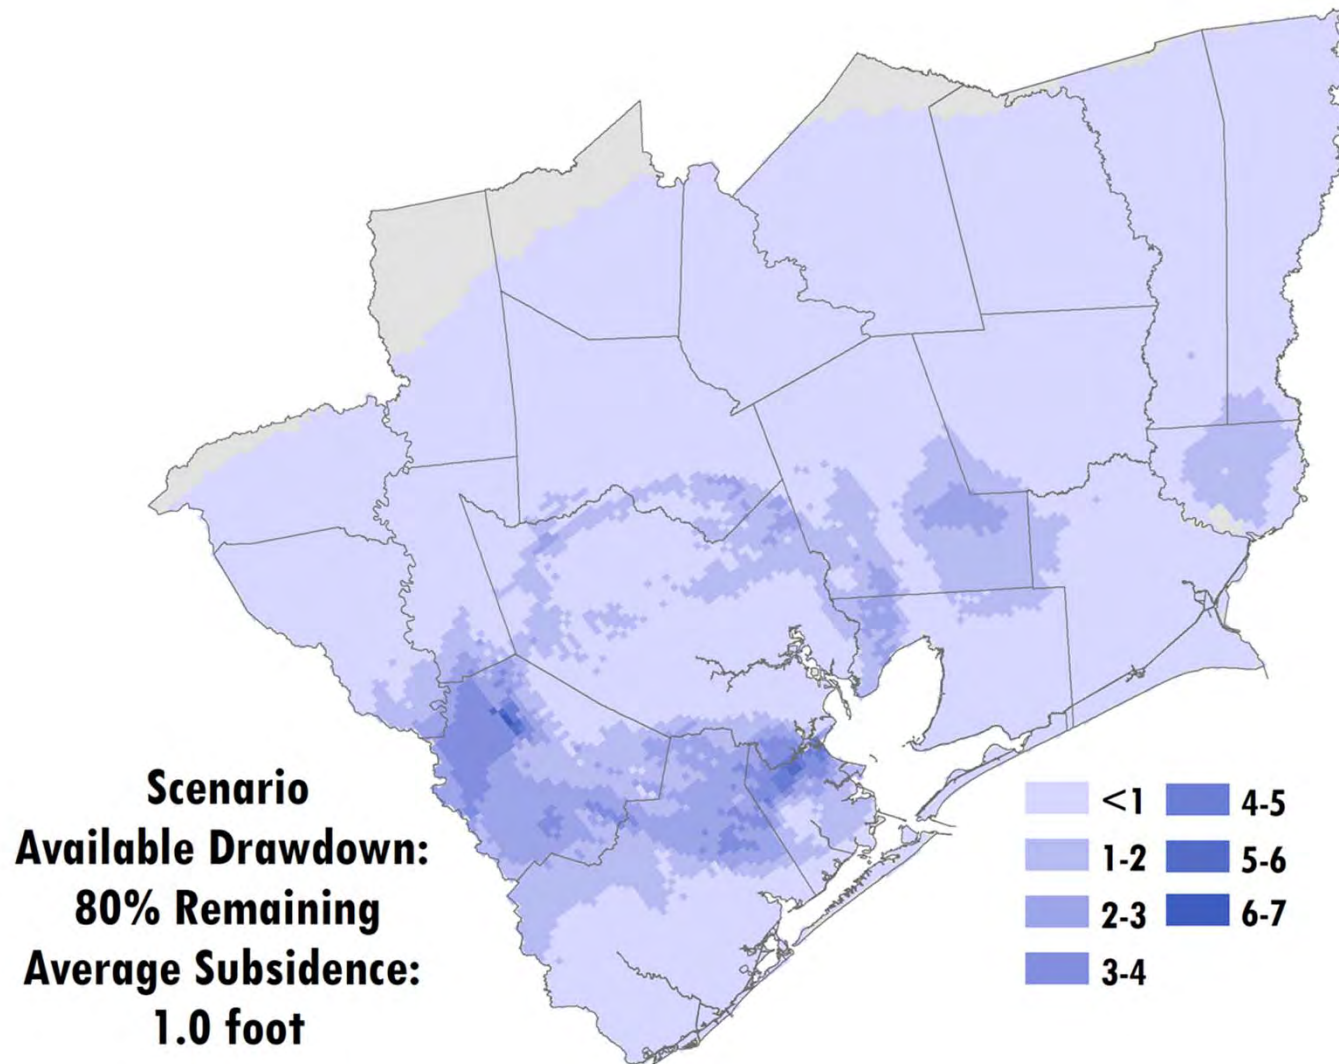 Scenario
Available Drawdown:
80% Remaining
Average Subsidence:
1.0 foot
<1
1-2
2-3
3-4
4-5
5-6
6-7